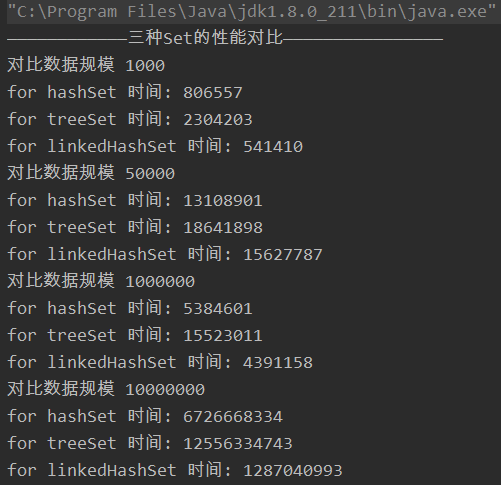 "C:\Program Files\Java\jdk1.8.0_211\bin\java.exe"
———————————三种Set的性能对比———————————————
对比数据规模 1000
for hashSet 时间: 806557
for treeSet 时间: 2304203
for linkedHashSet 时间: 541410
对比数据规模 50000
for hashSet 时间: 13108901
for treeSet 时间: 18641898
for linkedHashSet 时间: 15627787
对比数据规模 1000000
for hashSet 时间: 5384601
for treeSet 时间: 15523011
for linkedHashSet 时间: 4391158
对比数据规模 10000000
for hashSet 时间: 6726668334
for treeSet 时间: 12556334743
for linkedHashSet 时间: 1287040993